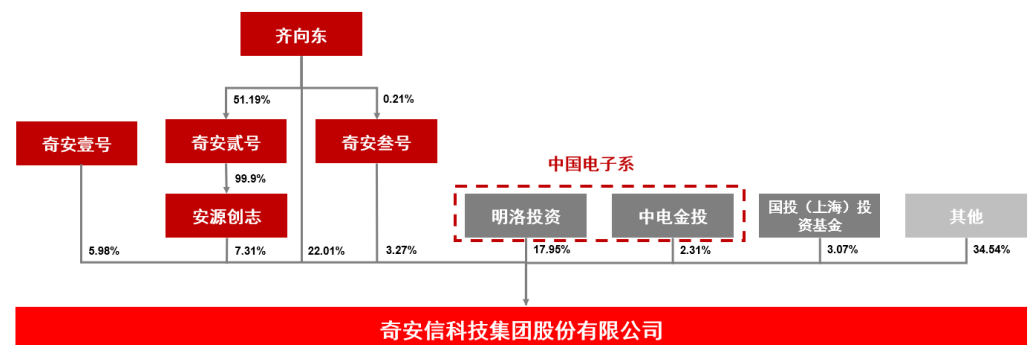 齐向东
51.19%
0.21%
奇安壹号
奇安贰号
奇安叁号
中国电子系
99.9%
安源创志
明洛投资
中电金投
国投（上海）投
资基金
其他
5.98%
7.31%
22.01%
3.27%
17.95%
2.31%
3.07%
34.54%
奇安信科技集团股份有限公司